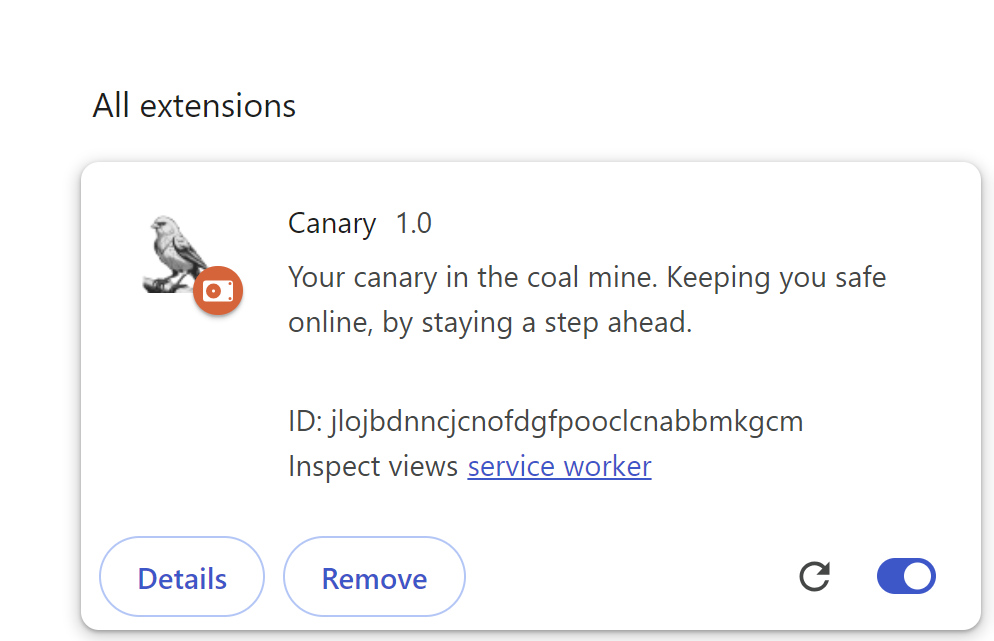 All extensions
Canary 1.0
Your canary in the coal mine. Keeping you safe
online, by staying a step ahead.
ID: jlojbdnncjcnofdgfpooclcnabbmkgcm
Inspect views service worker
Details Remove